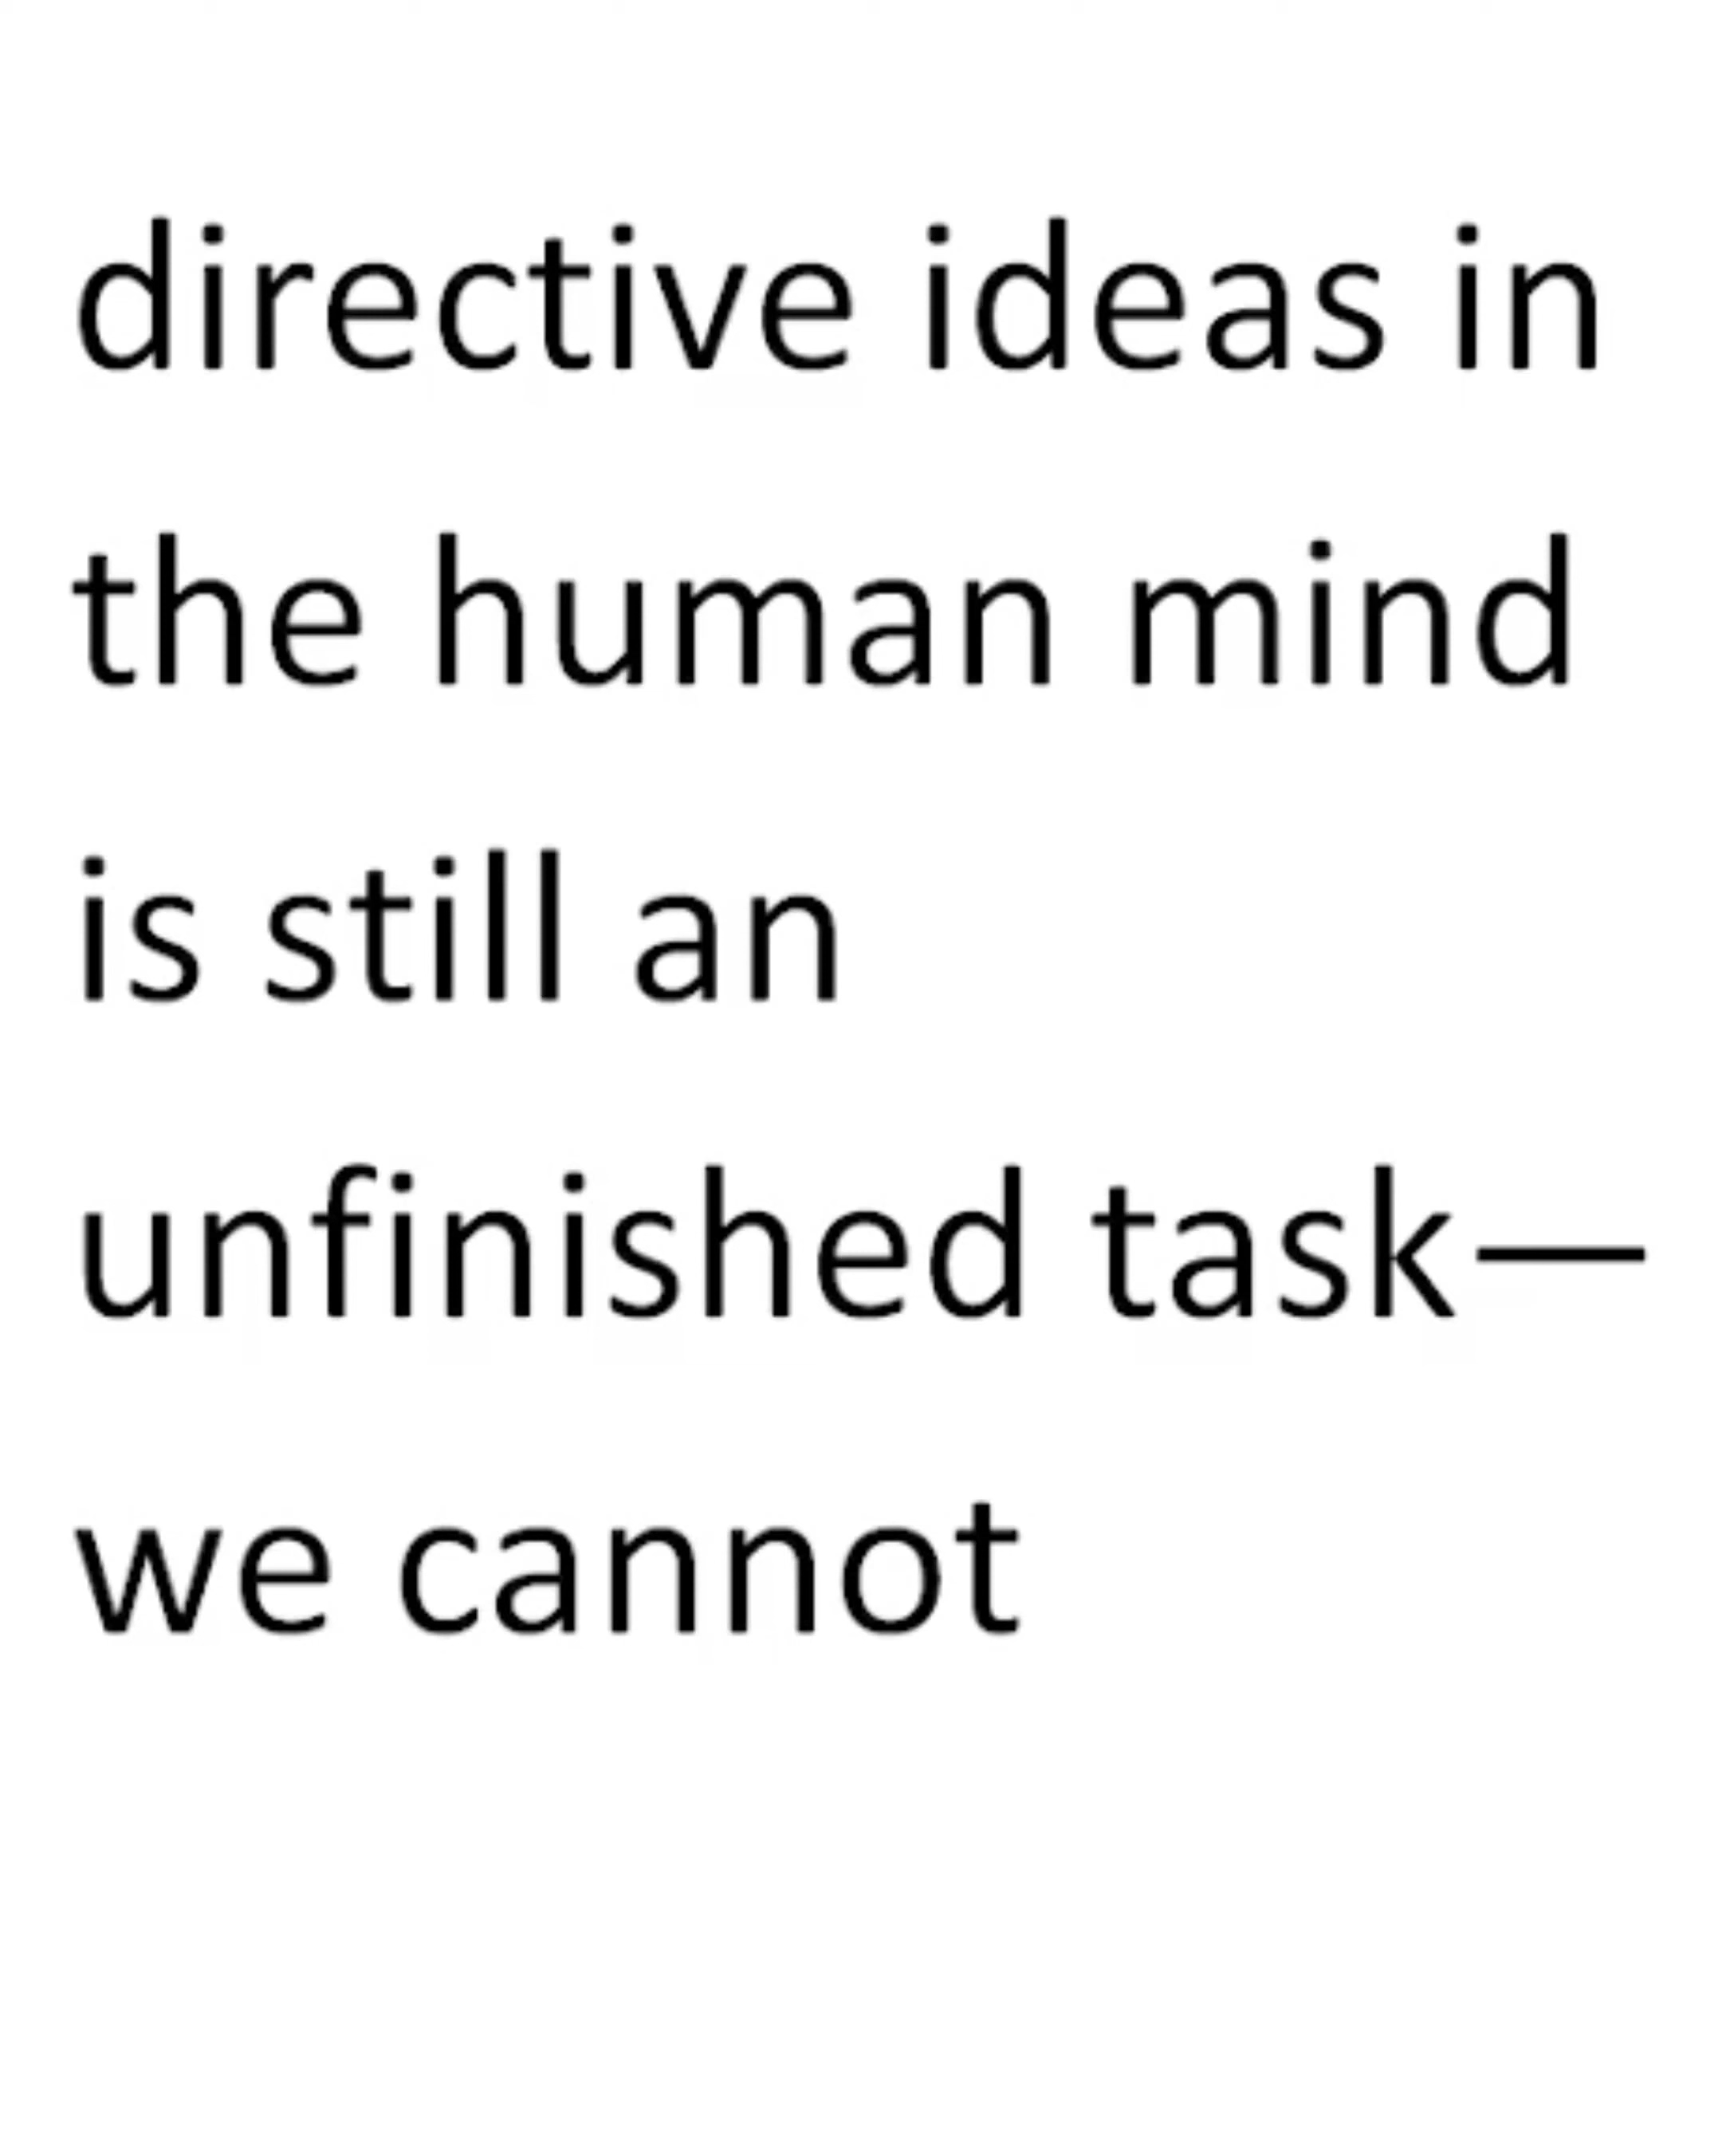 directive ideas in
the human mind
is still an
unfinished task—
we cannot